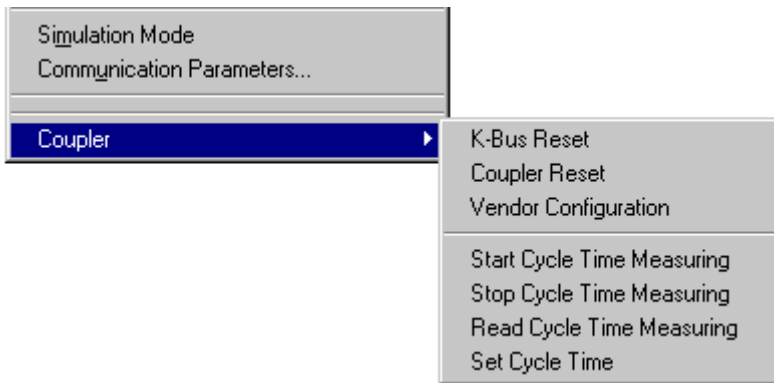 Simulation Mode
Communication Parameters...
Coupler
K-Bus Reset
Coupler Reset
Vendor Configuration
Start Cycle Time Measuring
Stop Cycle Time Measuring
Read Cycle Time Measuring
Set Cycle Time